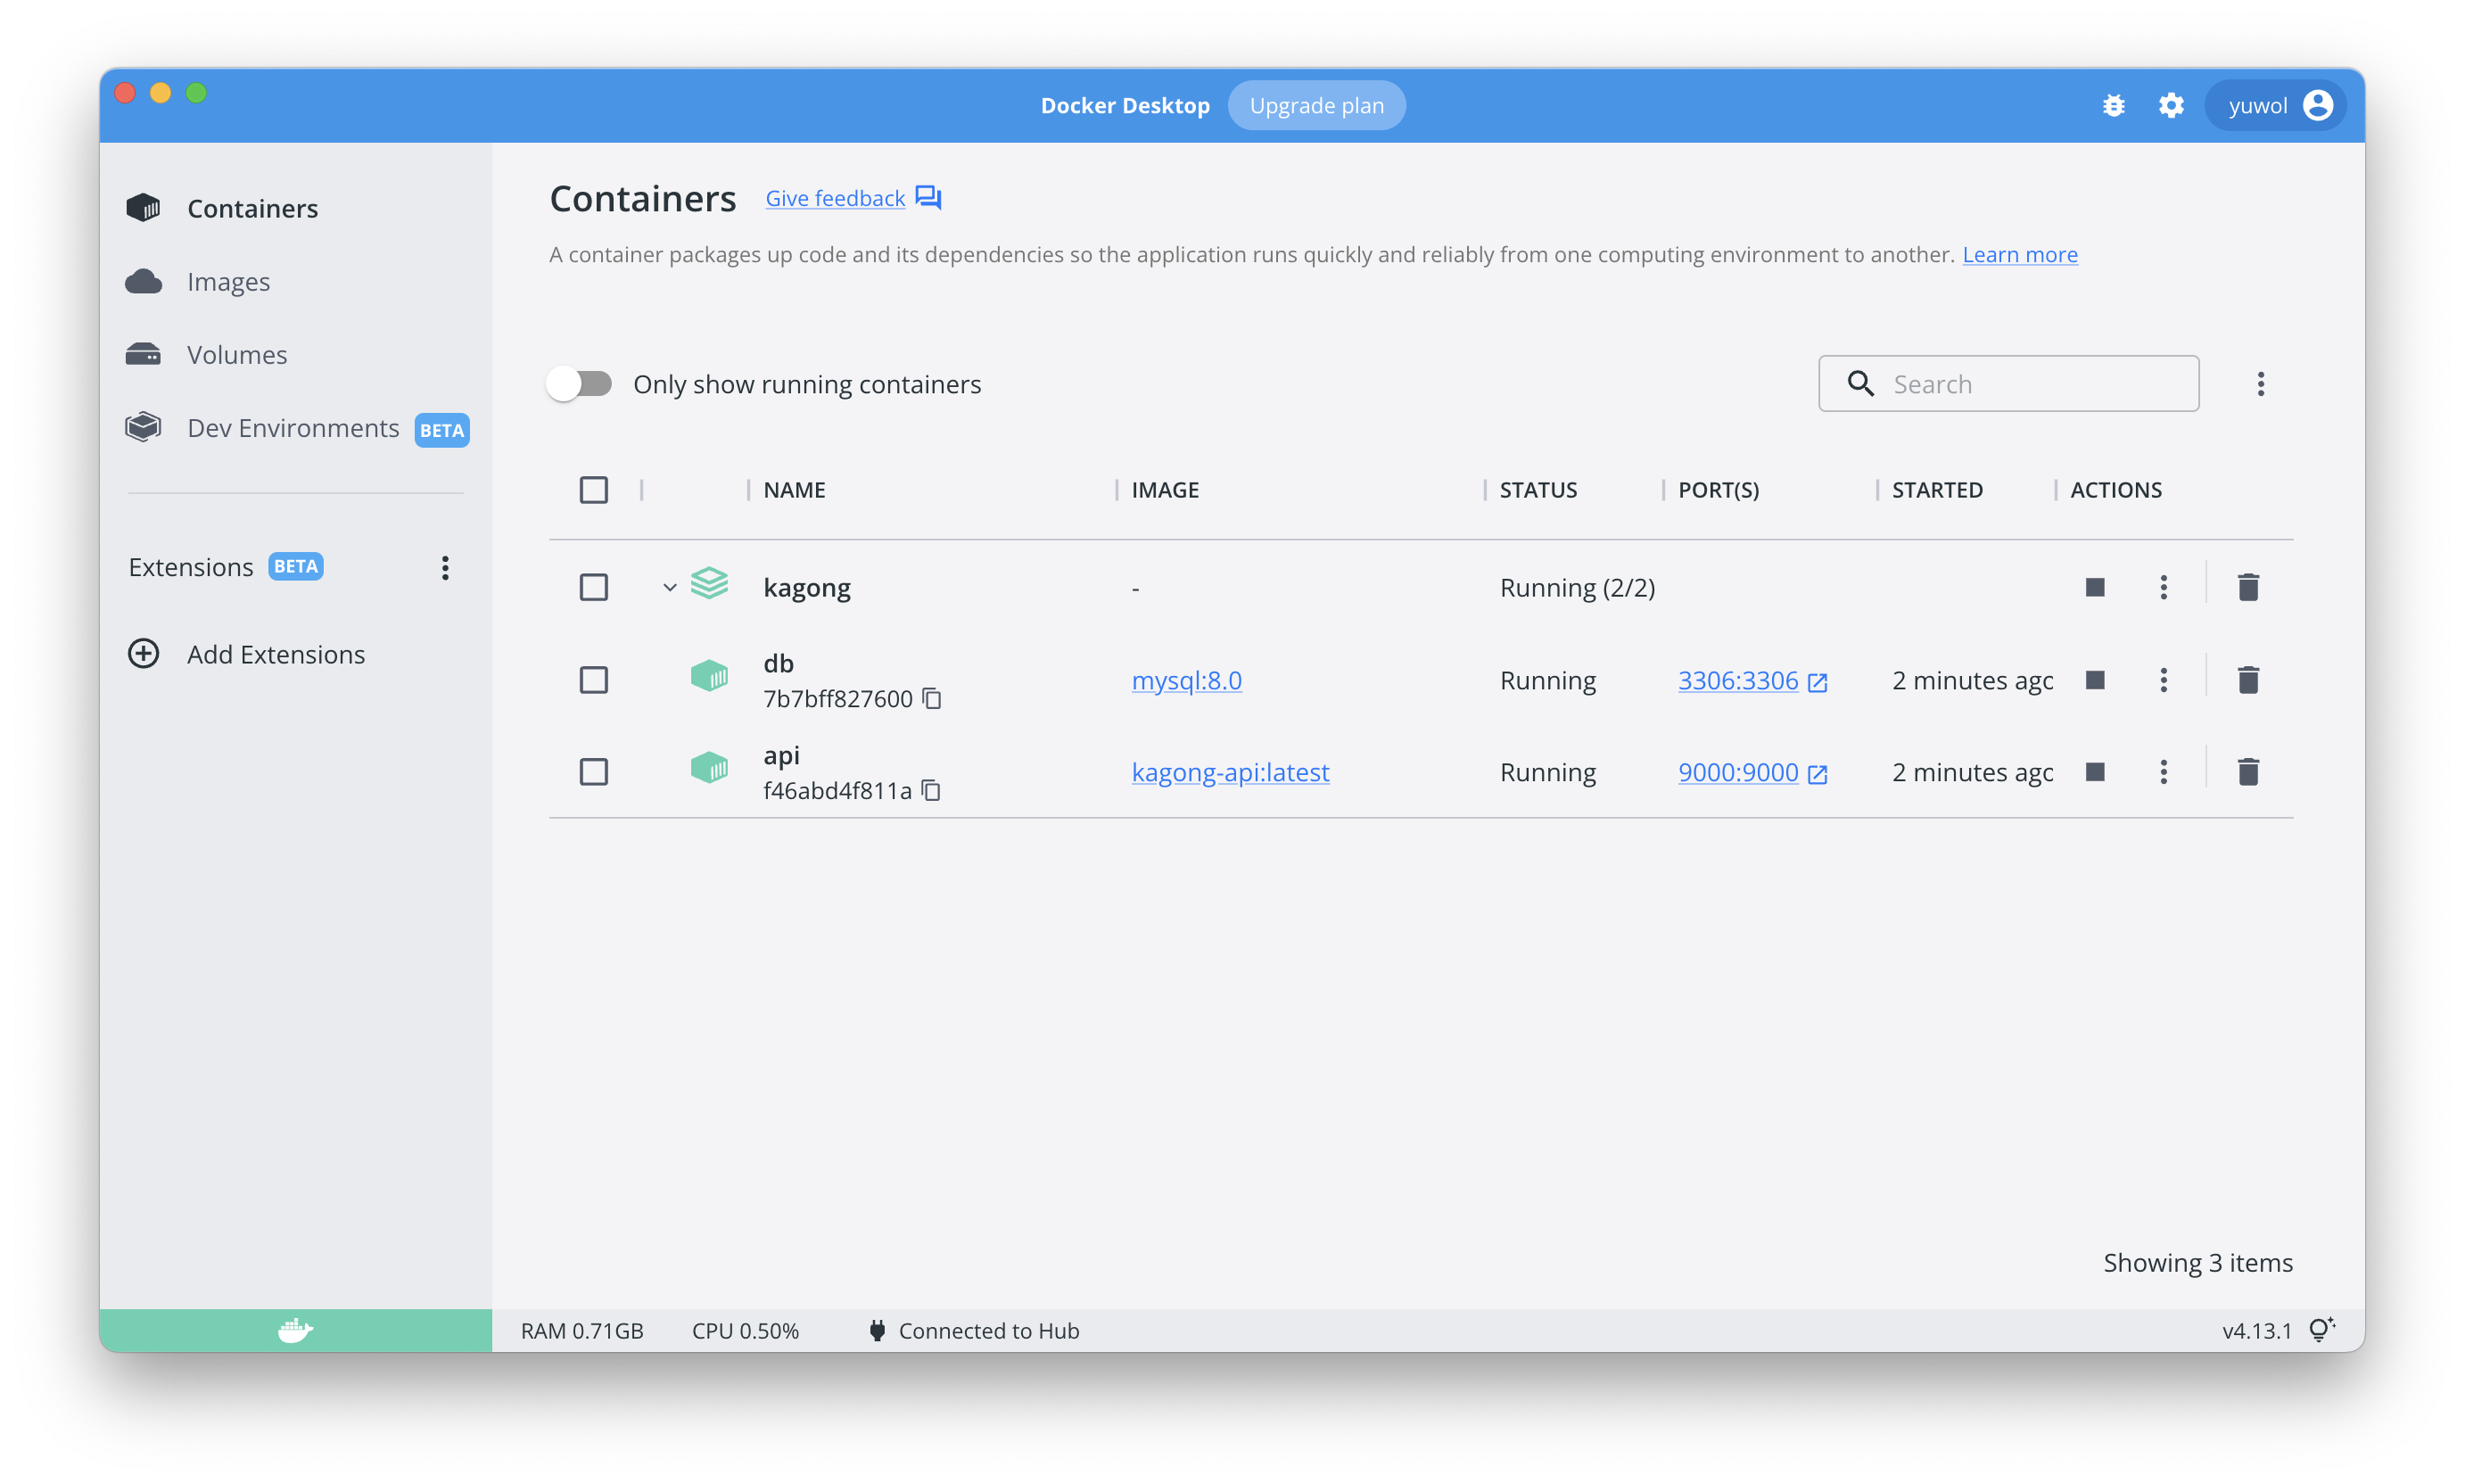 Docker Desktop Upgrade plan yuwol
Containers
Images
Volumes
Dev Environments BETA
Extensions BETA
Add Extensions
Containers Give feedback
A container packages up code and its dependencies so the application runs quickly and reliably from one computing environment to another. Learn more
Only show running containers Search
NAME IMAGE STATUS PORT(S) STARTED ACTIONS
kagong - Running (2/2)
db
7b7bff827600 mysql:8.0 Running 3306:3306 2 minutes ago
api
f46abd4f811a kagong-api:latest Running 9000:9000 2 minutes ago
Showing 3 items
RAM 0.71GB CPU 0.50% Connected to Hub v4.13.1